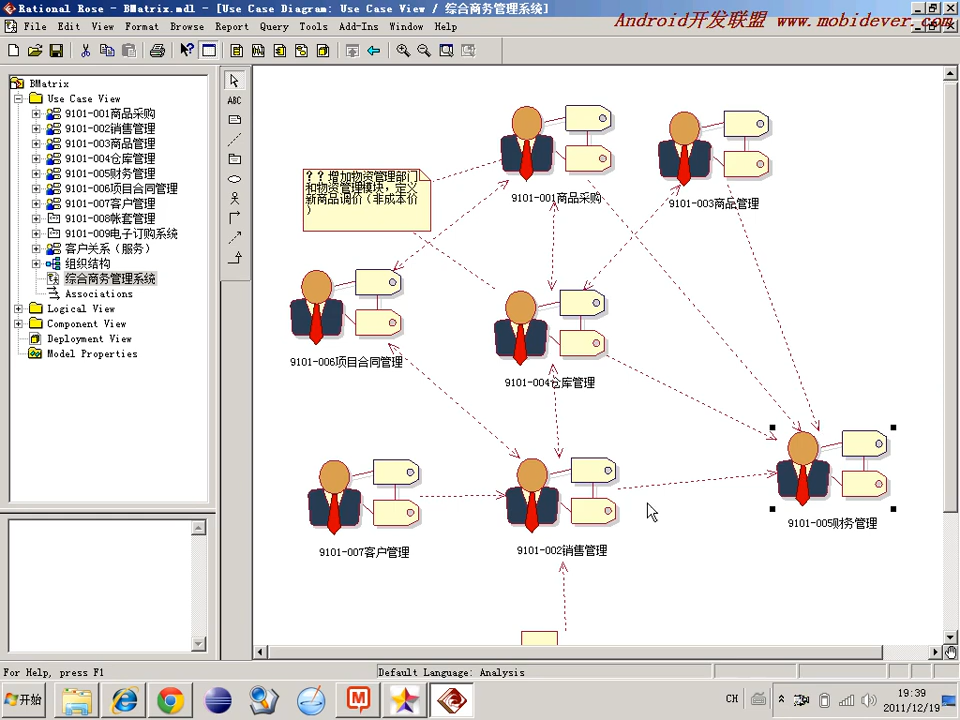 Rational Rose - BMatrix.mdl - [Use Case Diagram: Use Case View / 综合商务管理系统]
File Edit View Format Browse Report Query Tools Add-Ins Window Help
Android开发联盟 www.mobidever.com
BMatrix
Use Case View
9101-001商品采购
9101-002销售管理
9101-003商品管理
9101-004仓库管理
9101-005财务管理
9101-006项目合同管理
9101-007客户管理
9101-008帐套管理
9101-009电子订购系统
客户关系（服务）
组织结构
综合商务管理系统
Associations
Logical View
Component View
Deployment View
Model Properties
ABC
？？增加物资管理部门
和物资管理模块，定义
新商品调价（非成本价
）
9101-001商品采购
9101-003商品管理
9101-006项目合同管理
9101-004仓库管理
9101-005财务管理
9101-007客户管理
9101-002销售管理
For Help, press F1
Default Language: Analysis
开始
CH
19:39
2011/12/19